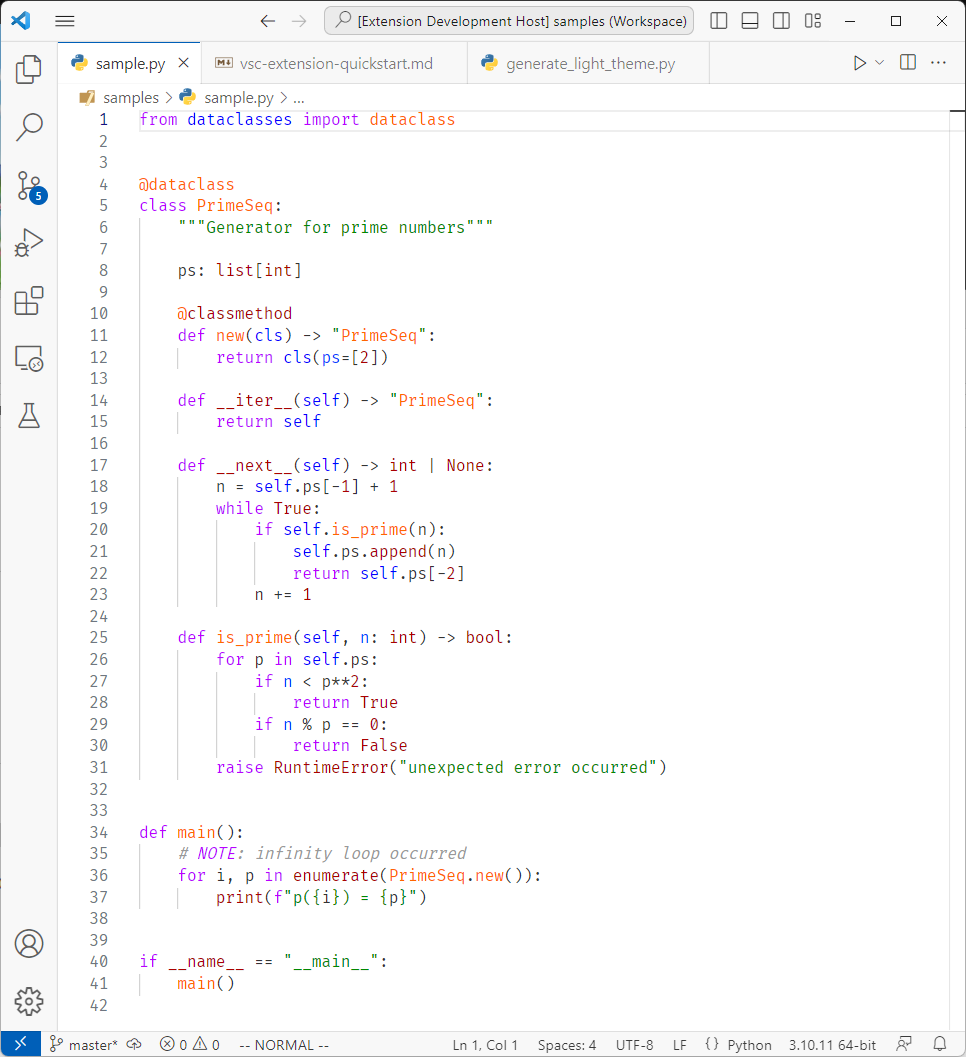 [Extension Development Host] samples (Workspace)
sample.py
vsc-extension-quickstart.md
generate_light_theme.py
samples > sample.py > ...
1 from dataclasses import dataclass
2
3
4 @dataclass
5 class PrimeSeq:
6     """Generator for prime numbers"""
7
8     ps: list[int]
9
10     @classmethod
11     def new(cls) -> "PrimeSeq":
12         return cls(ps=[2])
13
14     def __iter__(self) -> "PrimeSeq":
15         return self
16
17     def __next__(self) -> int | None:
18         n = self.ps[-1] + 1
19         while True:
20             if self.is_prime(n):
21                 self.ps.append(n)
22                 return self.ps[-2]
23             n += 1
24
25     def is_prime(self, n: int) -> bool:
26         for p in self.ps:
27             if n < p**2:
28                 return True
29             if n % p == 0:
30                 return False
31         raise RuntimeError("unexpected error occurred")
32
33
34 def main():
35     # NOTE: infinity loop occurred
36     for i, p in enumerate(PrimeSeq.new()):
37         print(f"p({i}) = {p}")
38
39
40 if __name__ == "__main__":
41     main()
42
5
master* 0 0 -- NORMAL -- Ln 1, Col 1 Spaces: 4 UTF-8 LF {} Python 3.10.11 64-bit